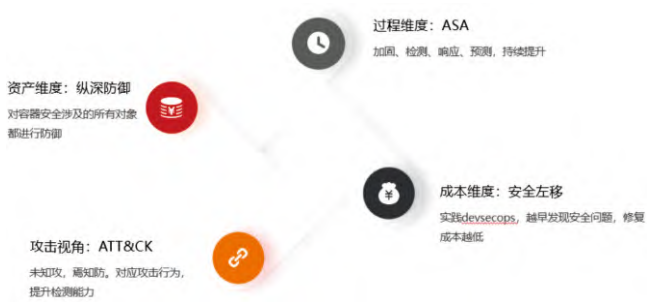 过程维度：ASA
加固、检测、响应、预测，持续提升
资产维度：纵深防御
对容器安全涉及的所有对象
都进行防御
成本维度：安全左移
实践devsecops，越早发现安全问题，修复
成本越低
攻击视角：ATT&CK
未知攻，焉知防。对应攻击行为，
提升检测能力